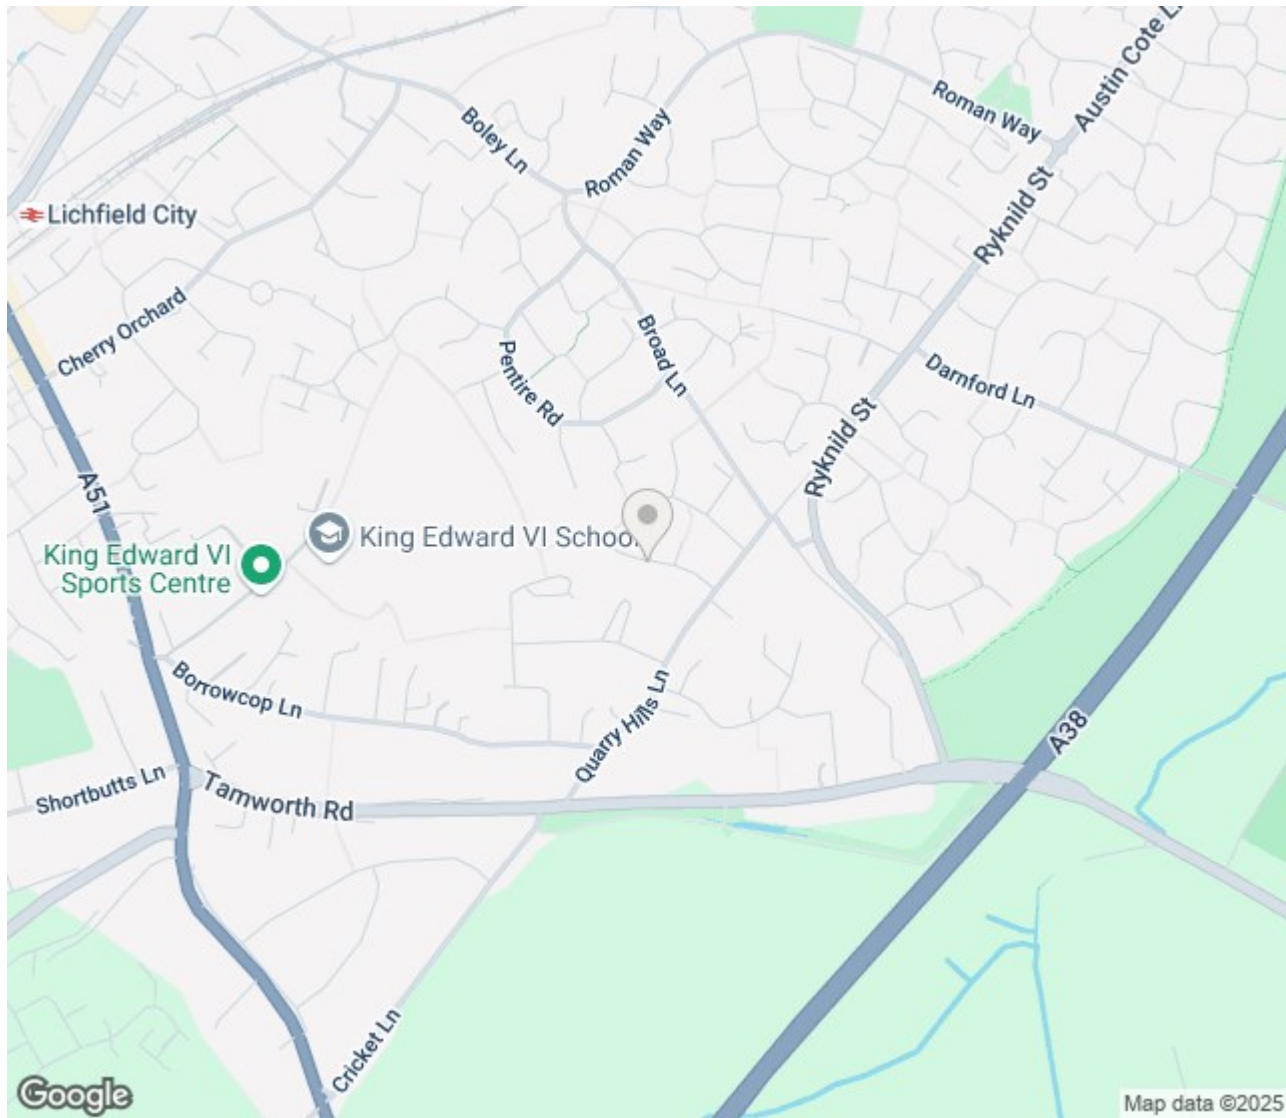 Austin Cote L
Roman Way
Boley Ln
Roman Way
Lichfield City
Ryknild St
Cherry Orchard
Broad Ln
Pentire Rd
Darnford Ln
Ryknild St
A51
King Edward VI School
King Edward VI
Sports Centre
Borrowcop Ln
Quarry Hills Ln
A38
Shortbutts Ln
Tamworth Rd
Cricket Ln
Google
Map data ©2025